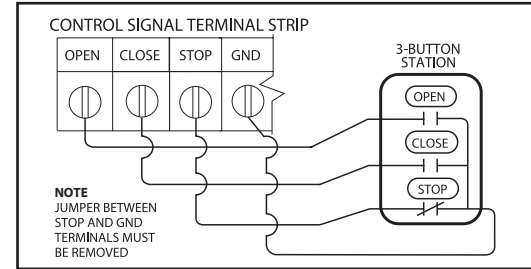 CONTROL SIGNAL TERMINAL STRIP
OPEN CLOSE STOP GND
3-BUTTON
STATION
OPEN
CLOSE
STOP
NOTE
JUMPER BETWEEN
STOP AND GND
TERMINALS MUST
BE REMOVED